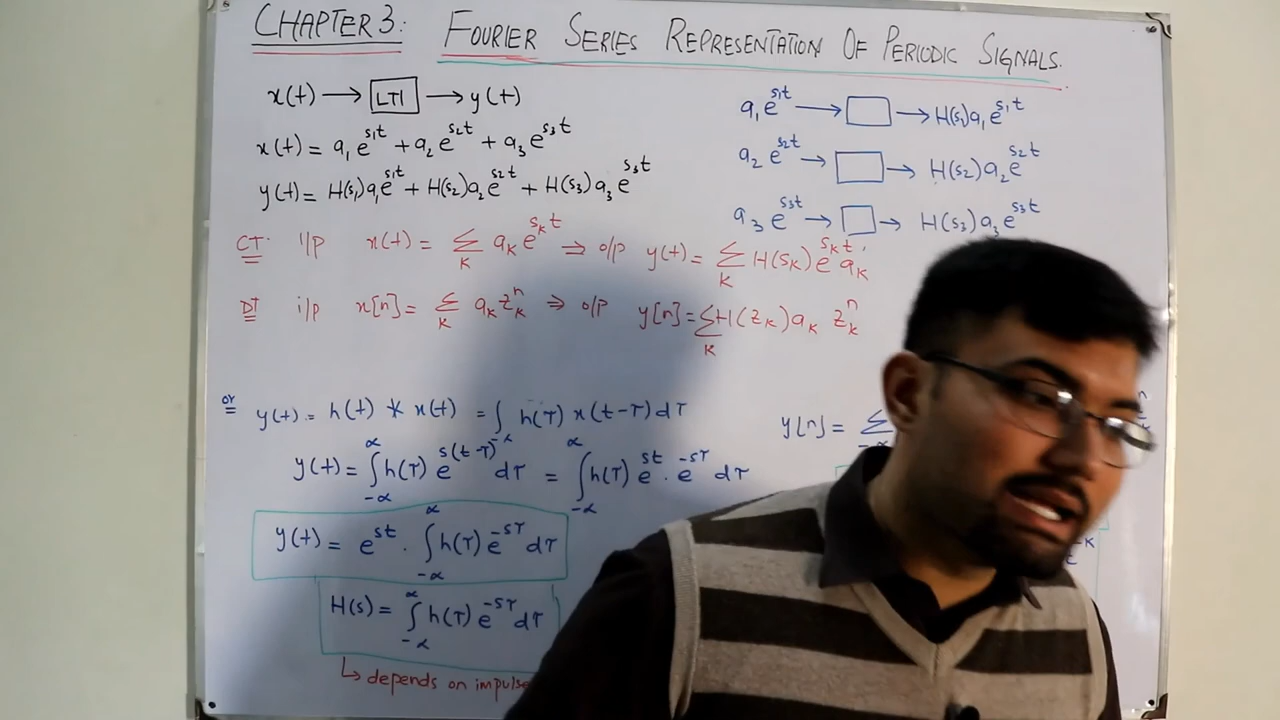 CHAPTER 3: FOURIER SERIES REPRESENTATION OF PERIODIC SIGNALS.
x(t) → LTI → y(t)
x(t) = a₁e^{s₁t} + a₂e^{s₂t} + a₃e^{s₃t}
y(t) = H(s₁)a₁e^{s₁t} + H(s₂)a₂e^{s₂t} + H(s₃)a₃e^{s₃t}
a₁e^{s₁t} → □ → H(s₁)a₁e^{s₁t}
a₂e^{s₂t} → □ → H(s₂)a₂e^{s₂t}
a₃e^{s₃t} → □ → H(s₃)a₃e^{s₃t}
CT: i/p x(t) = Σ_K a_K e^{s_K t} ⇒ o/p y(t) = Σ_K H(s_K) e^{s_K t} a_K
DT i/p x[n] = Σ_K a_K z_K^n ⇒ o/p y[n] = Σ_K H(z_K) a_K z_K^n
or y(t) = h(t) * x(t) = ∫_{-∞} h(τ) x(t-τ) dτ
y(t) = ∫_{-∞}^{∞} h(τ) e^{s(t-τ)} dτ = ∫_{-∞}^{∞} h(τ) e^{st} · e^{-sτ} dτ
y(t) = e^{st} · ∫_{-∞}^{∞} h(τ) e^{-sτ} dτ
H(s) = ∫_{-∞}^{∞} h(τ) e^{-sτ} dτ
↳ depends on impulse
y[n] = Σ